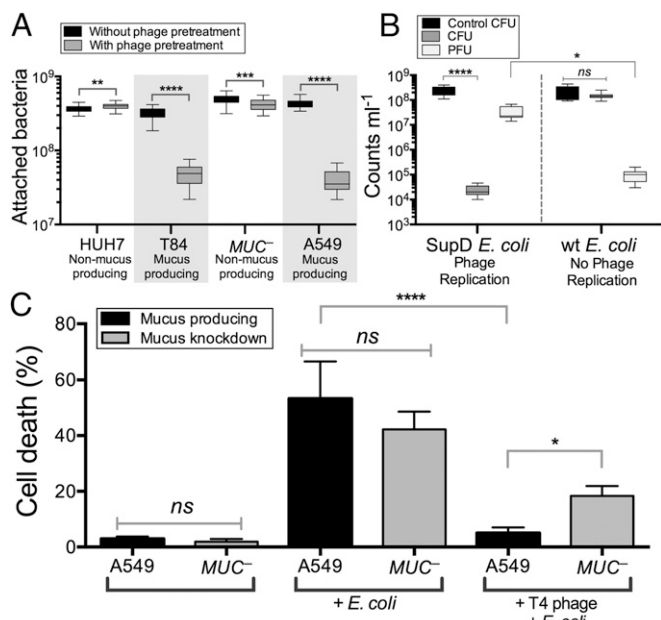 A
Without phage pretreatment
With phage pretreatment
Attached bacteria
10⁹
10⁸
10⁷
**
****
***
****
HUH7
Non-mucus
producing
T84
Mucus
producing
MUC⁻
Non-mucus
producing
A549
Mucus
producing
B
Control CFU
CFU
PFU
Counts ml⁻¹
10⁹
10⁸
10⁷
10⁶
10⁵
10⁴
10³
****
*
ns
SupD E. coli
Phage
Replication
wt E. coli
No Phage
Replication
C
Mucus producing
Mucus knockdown
Cell death (%)
80
60
40
20
0
ns
ns
****
*
A549
MUC⁻
A549
MUC⁻
A549
MUC⁻
+ E. coli
+ T4 phage
+ E. coli